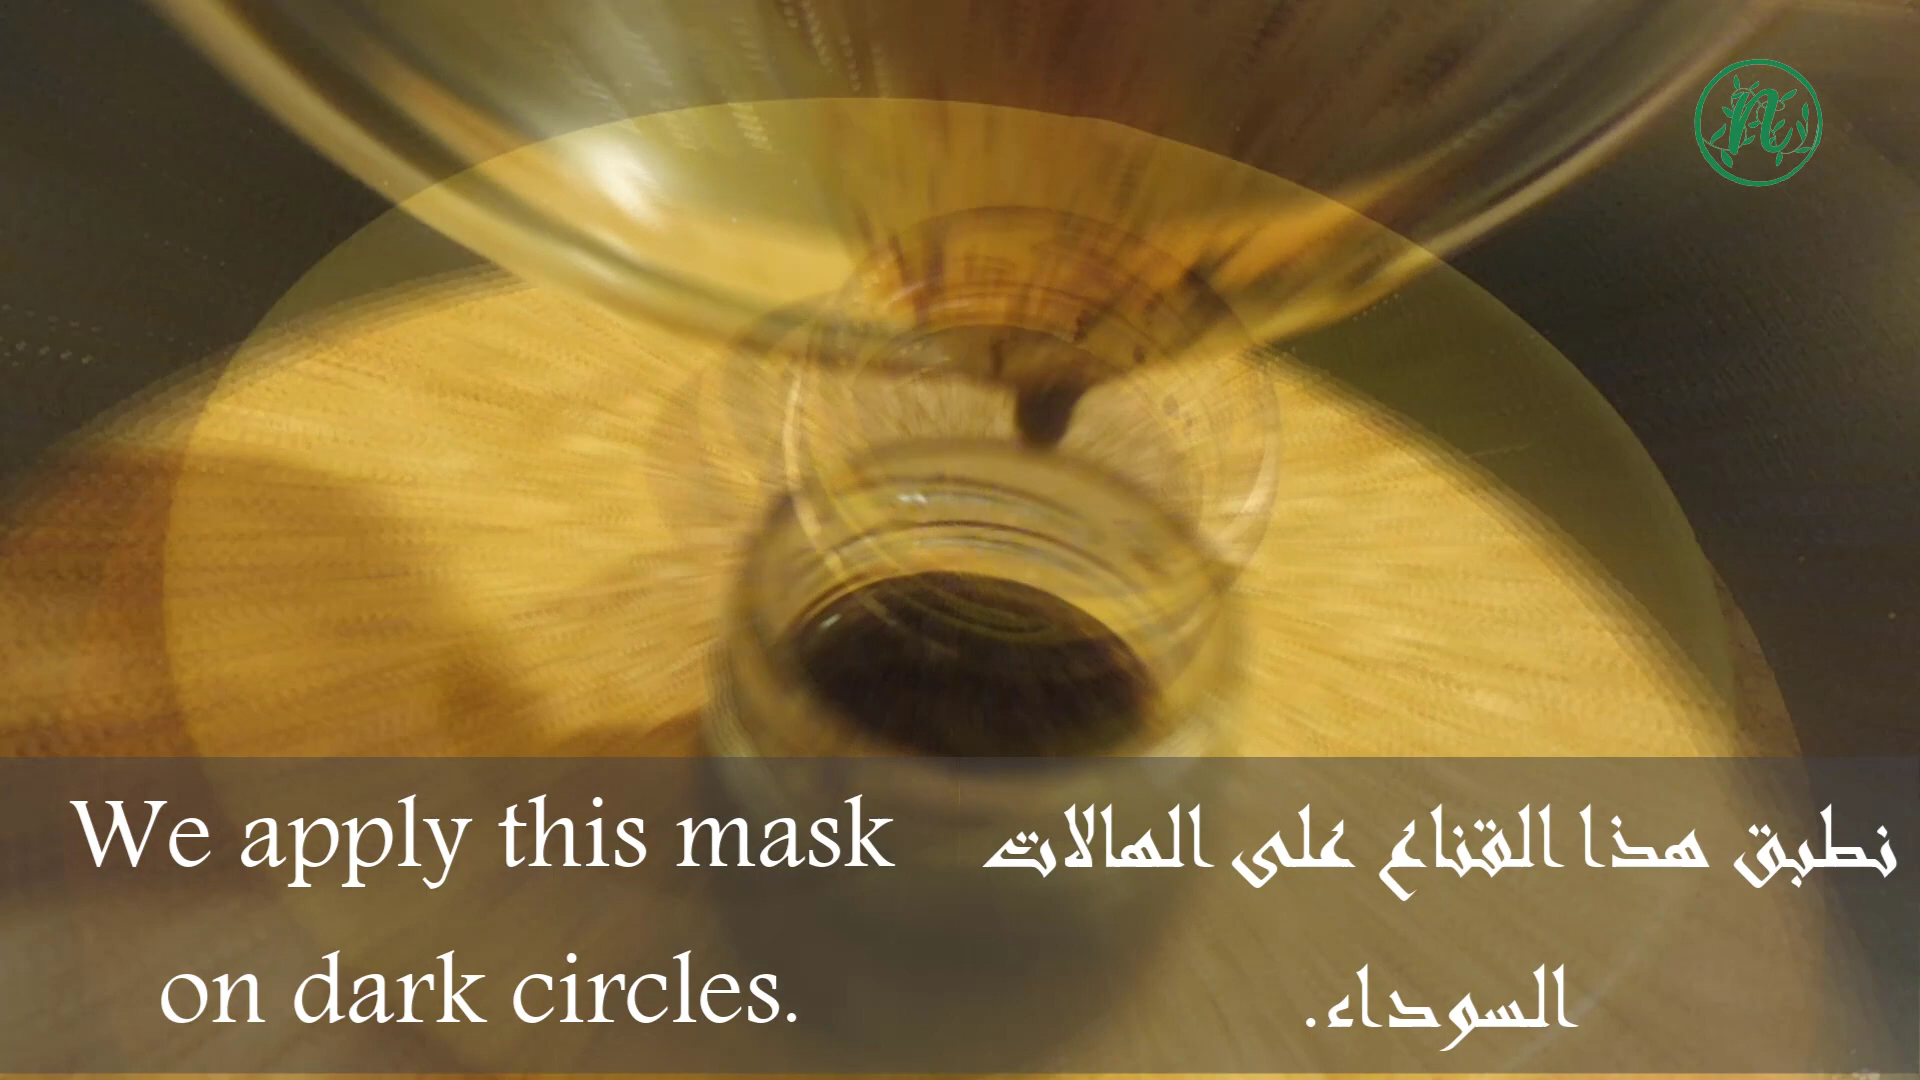 n
We apply this mask
on dark circles.
نطبق هذا القناع على الهالات
السوداء.